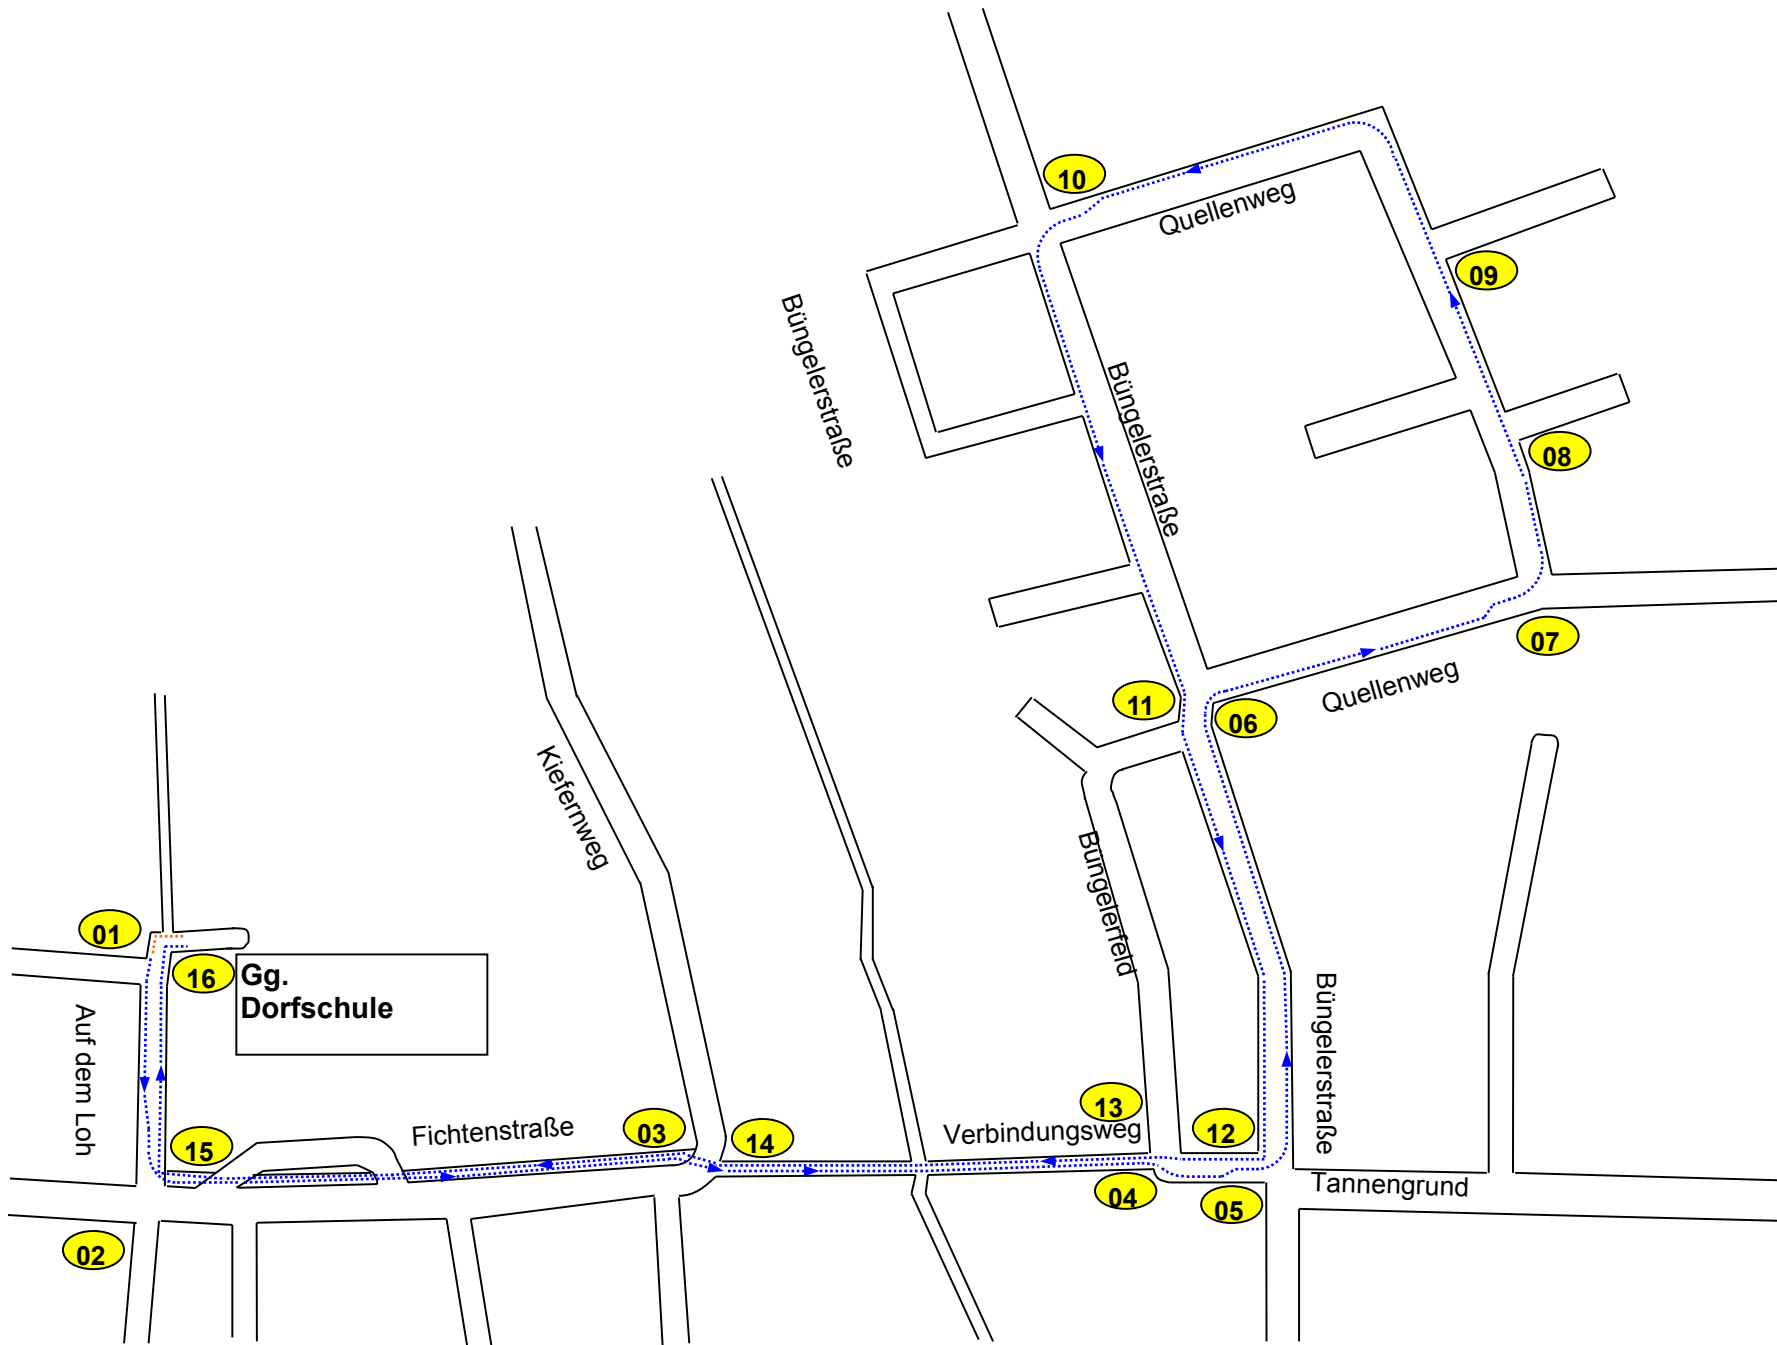 10
Quellenweg
09
Büngelerstraße
Büngelerstraße
08
07
Quellenweg
11
06
Kiefernweg
Büngelerfeld
01
16
Gg.
Dorfschule
Auf dem Loh
Büngelerstraße
13
12
15
Fichtenstraße
03
14
Verbindungsweg
04
05
Tannengrund
02